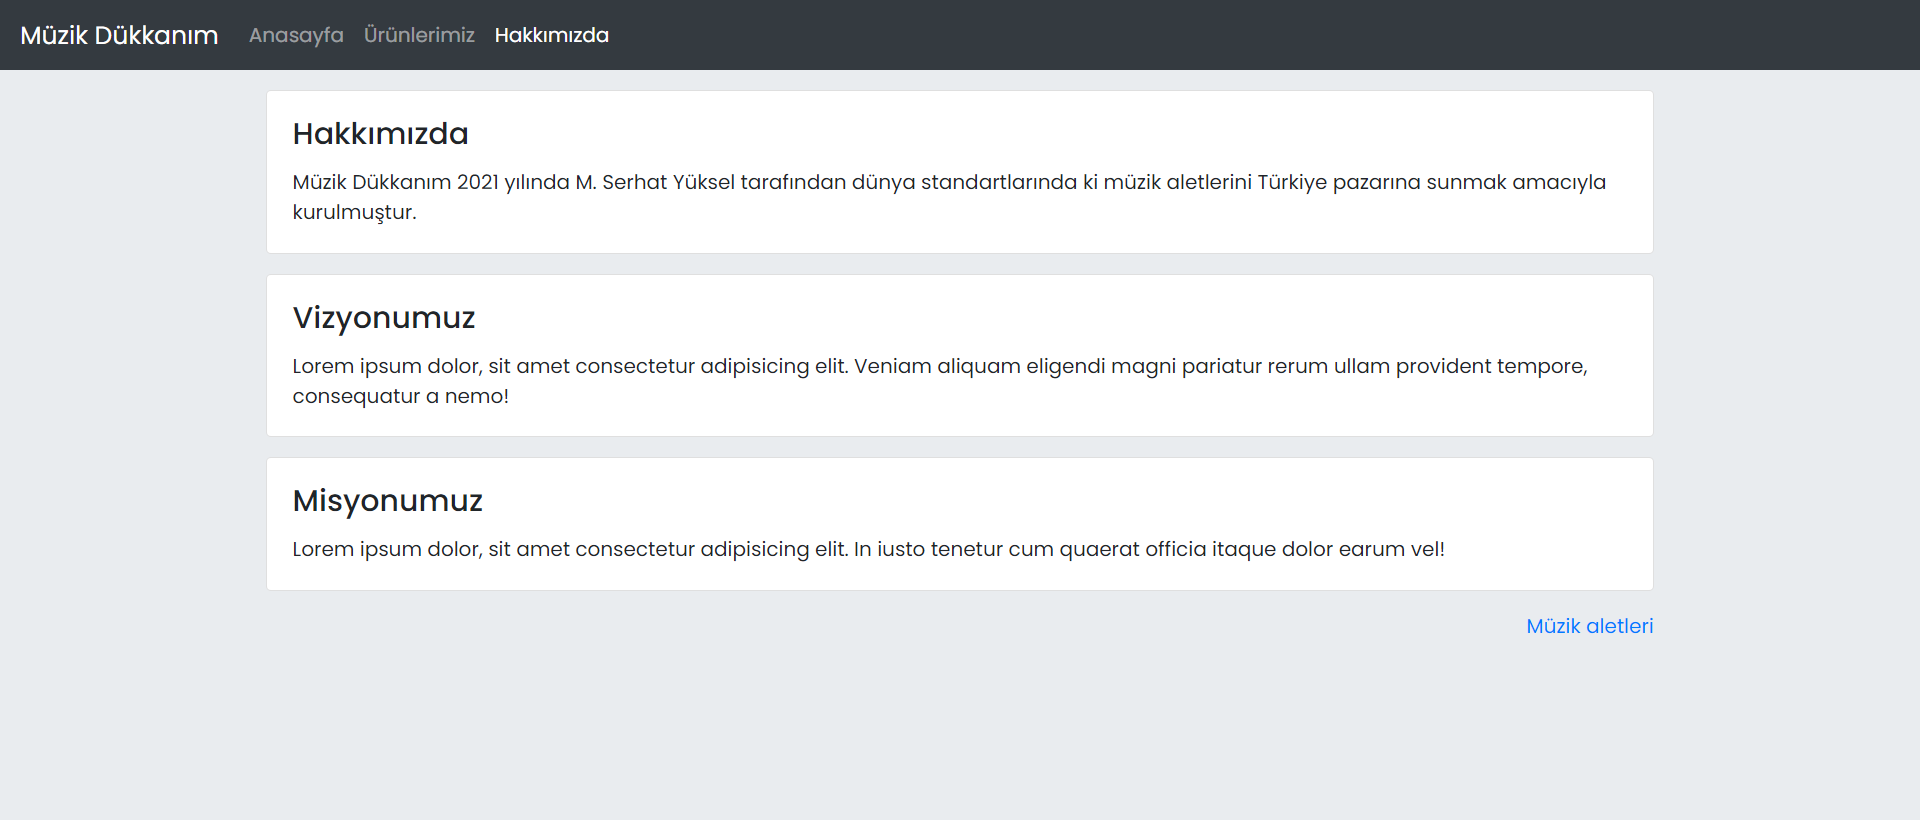 Müzik Dükkanım Anasayfa Ürünlerimiz Hakkımızda
Hakkımızda
Müzik Dükkanım 2021 yılında M. Serhat Yüksel tarafından dünya standartlarında ki müzik aletlerini Türkiye pazarına sunmak amacıyla
kurulmuştur.
Vizyonumuz
Lorem ipsum dolor, sit amet consectetur adipisicing elit. Veniam aliquam eligendi magni pariatur rerum ullam provident tempore,
consequatur a nemo!
Misyonumuz
Lorem ipsum dolor, sit amet consectetur adipisicing elit. In iusto tenetur cum quaerat officia itaque dolor earum vel!
Müzik aletleri